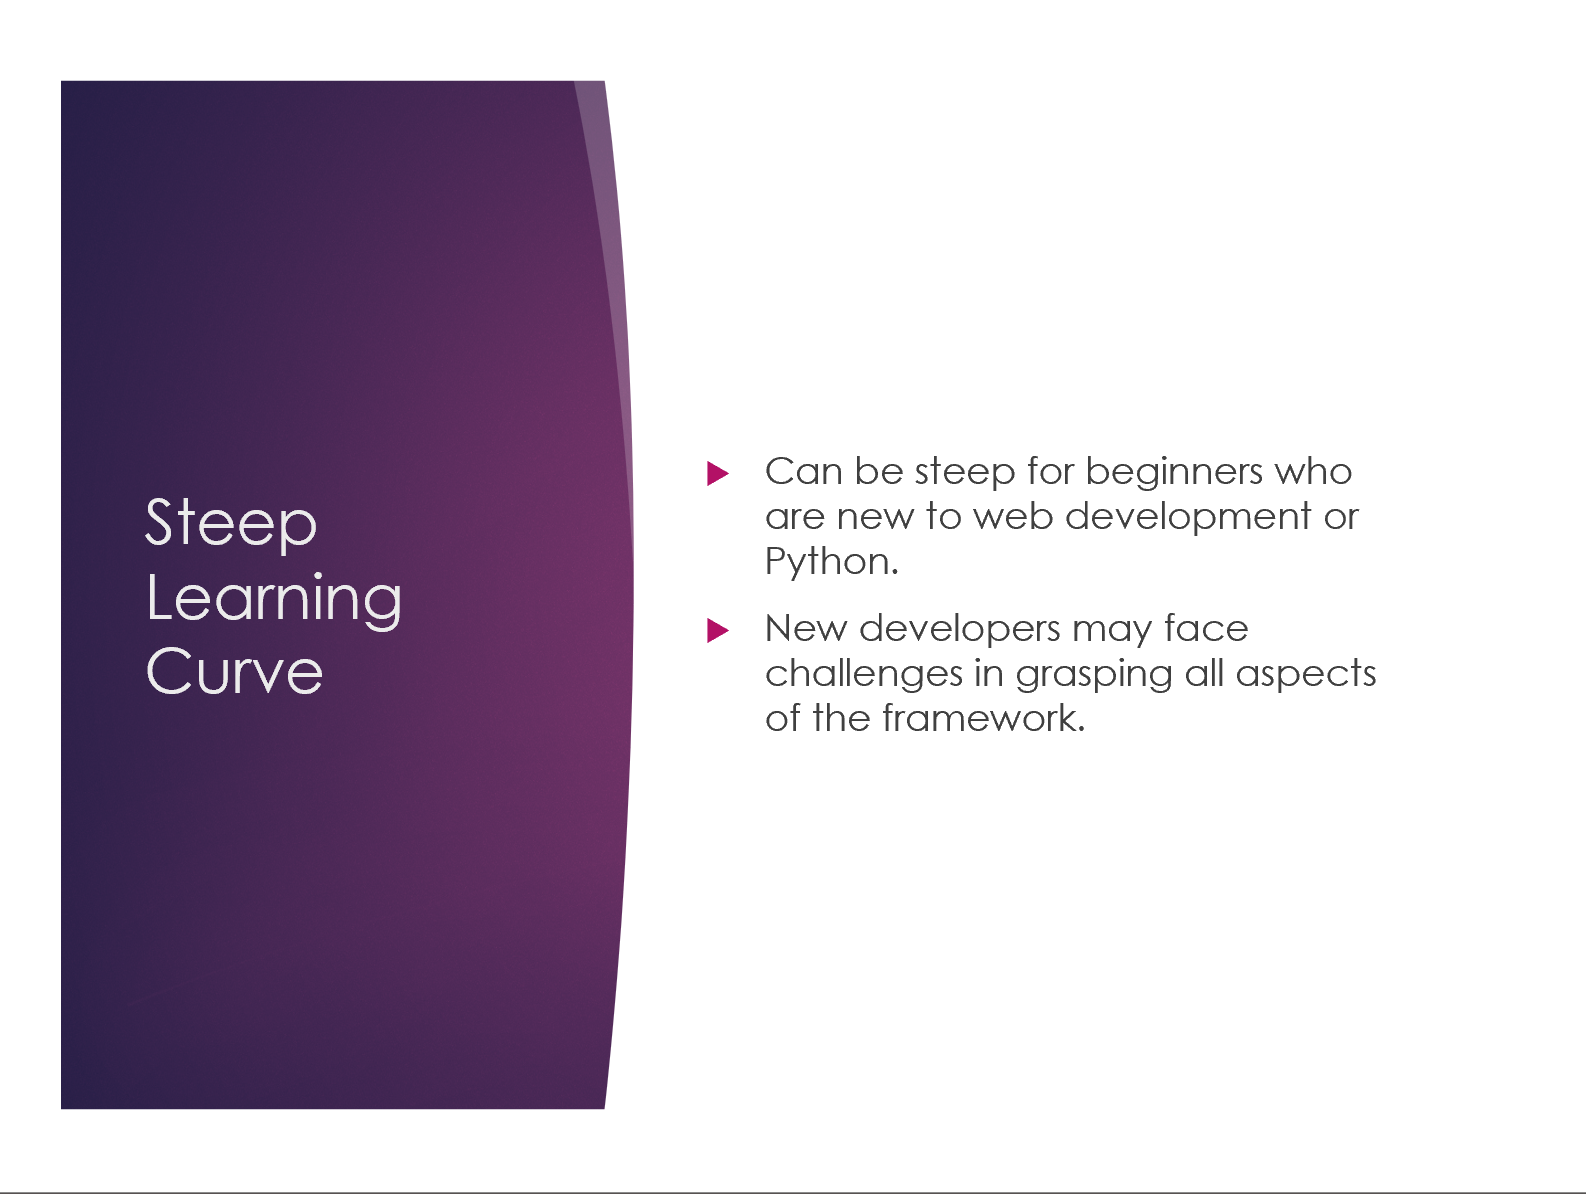 Steep
Learning
Curve
Can be steep for beginners who
are new to web development or
Python.
New developers may face
challenges in grasping all aspects
of the framework.